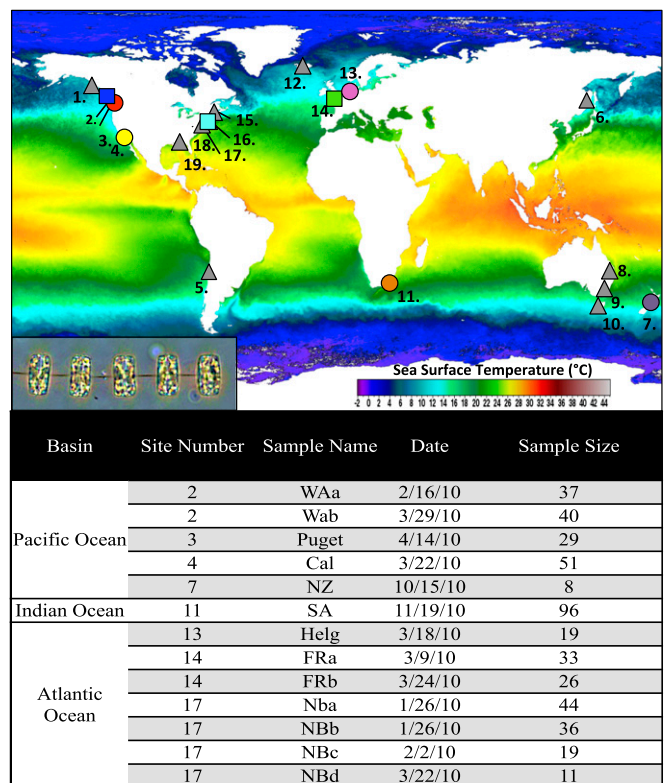 12.
13.
1.
14.
2.
15.
6.
3.
16.
4.
18.
17.
19.
5.
8.
11.
9.
10.
7.
Sea Surface Temperature (°C)
-2 0 2 4 6 8 10 12 14 16 18 20 22 24 26 28 30 32 34 36 38 40 42 44
Basin Site Number Sample Name Date Sample Size
Pacific Ocean
2 WAa 2/16/10 37
2 Wab 3/29/10 40
3 Puget 4/14/10 29
4 Cal 3/22/10 51
7 NZ 10/15/10 8
Indian Ocean 11 SA 11/19/10 96
Atlantic
Ocean
13 Helg 3/18/10 19
14 FRa 3/9/10 33
14 FRb 3/24/10 26
17 Nba 1/26/10 44
17 NBb 1/26/10 36
17 NBc 2/2/10 19
17 NBd 3/22/10 11